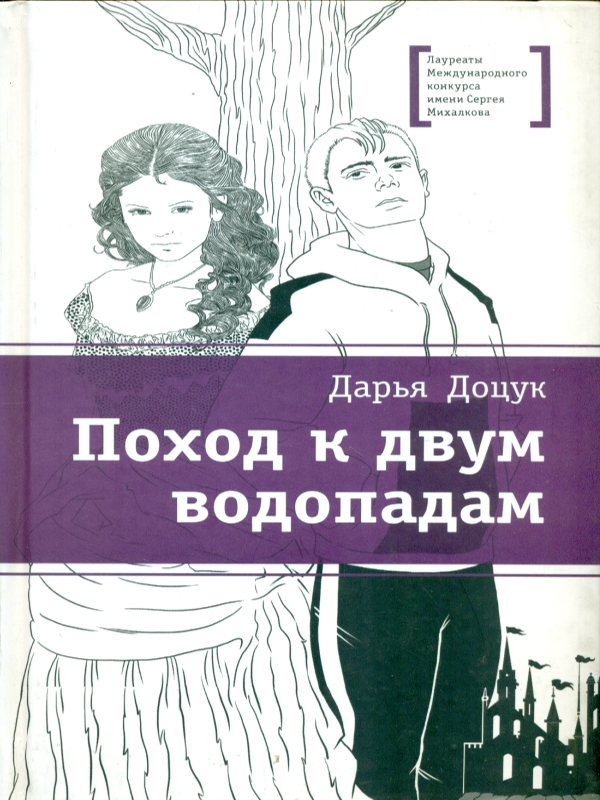 Лауреаты
Международного
конкурса
имени Сергея
Михалкова
Дарья Доцук
Поход к двум
водопадам